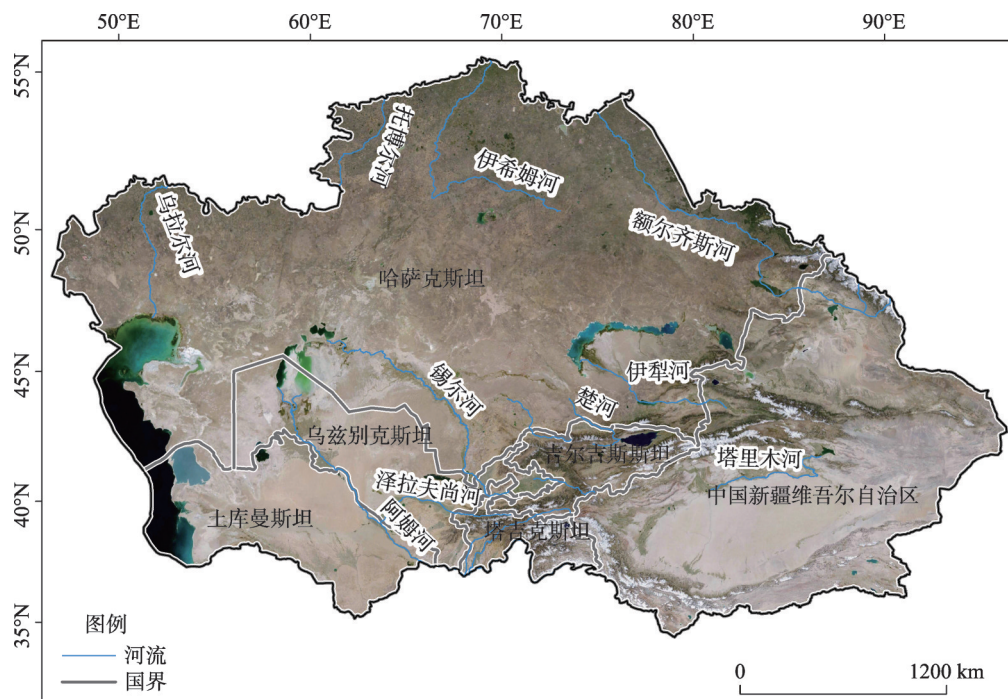 50°E
60°E
70°E
80°E
90°E
55°N
50°N
45°N
40°N
35°N
托博尔河
伊希姆河
乌拉尔河
额尔齐斯河
哈萨克斯坦
伊犁河
锡尔河
楚河
乌兹别克斯坦
吉尔吉斯斯坦
塔里木河
泽拉夫尚河
中国新疆维吾尔自治区
土库曼斯坦
阿姆河
塔吉克斯坦
图例
河流
国界
0 1200 km